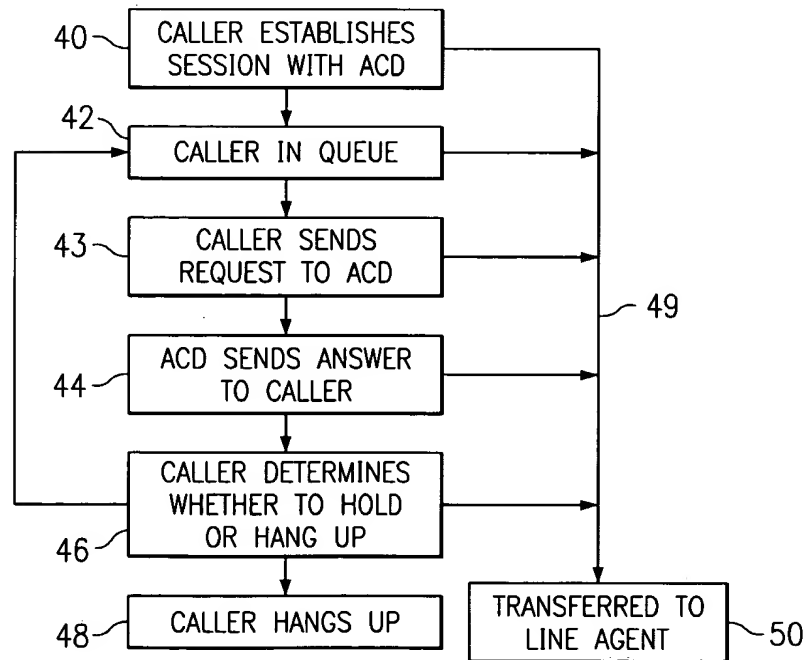 40
CALLER ESTABLISHES
SESSION WITH ACD
42
CALLER IN QUEUE
43
CALLER SENDS
REQUEST TO ACD
49
44
ACD SENDS ANSWER
TO CALLER
46
CALLER DETERMINES
WHETHER TO HOLD
OR HANG UP
48
CALLER HANGS UP
TRANSFERRED TO
LINE AGENT
50